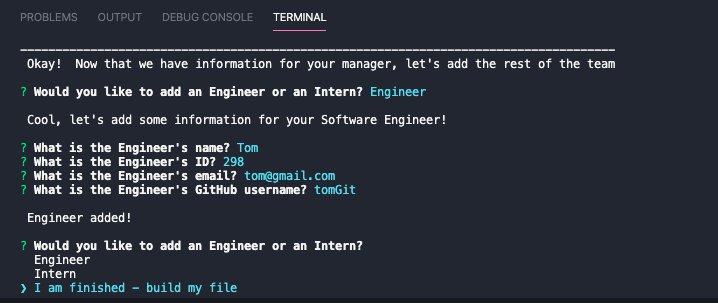 PROBLEMS OUTPUT DEBUG CONSOLE TERMINAL
Okay!  Now that we have information for your manager, let's add the rest of the team
? Would you like to add an Engineer or an Intern? Engineer
Cool, let's add some information for your Software Engineer!
? What is the Engineer's name? Tom
? What is the Engineer's ID? 298
? What is the Engineer's email? tom@gmail.com
? What is the Engineer's GitHub username? tomGit
Engineer added!
? Would you like to add an Engineer or an Intern?
Engineer
Intern
❯ I am finished – build my file